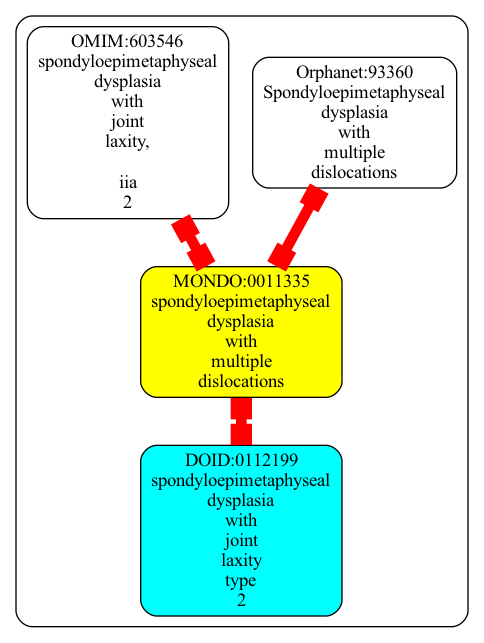 OMIM:603546
spondyloepimetaphyseal
dysplasia
with
joint
laxity,
iia
2
Orphanet:93360
Spondyloepimetaphyseal
dysplasia
with
multiple
dislocations
MONDO:0011335
spondyloepimetaphyseal
dysplasia
with
multiple
dislocations
DOID:0112199
spondyloepimetaphyseal
dysplasia
with
joint
laxity
type
2